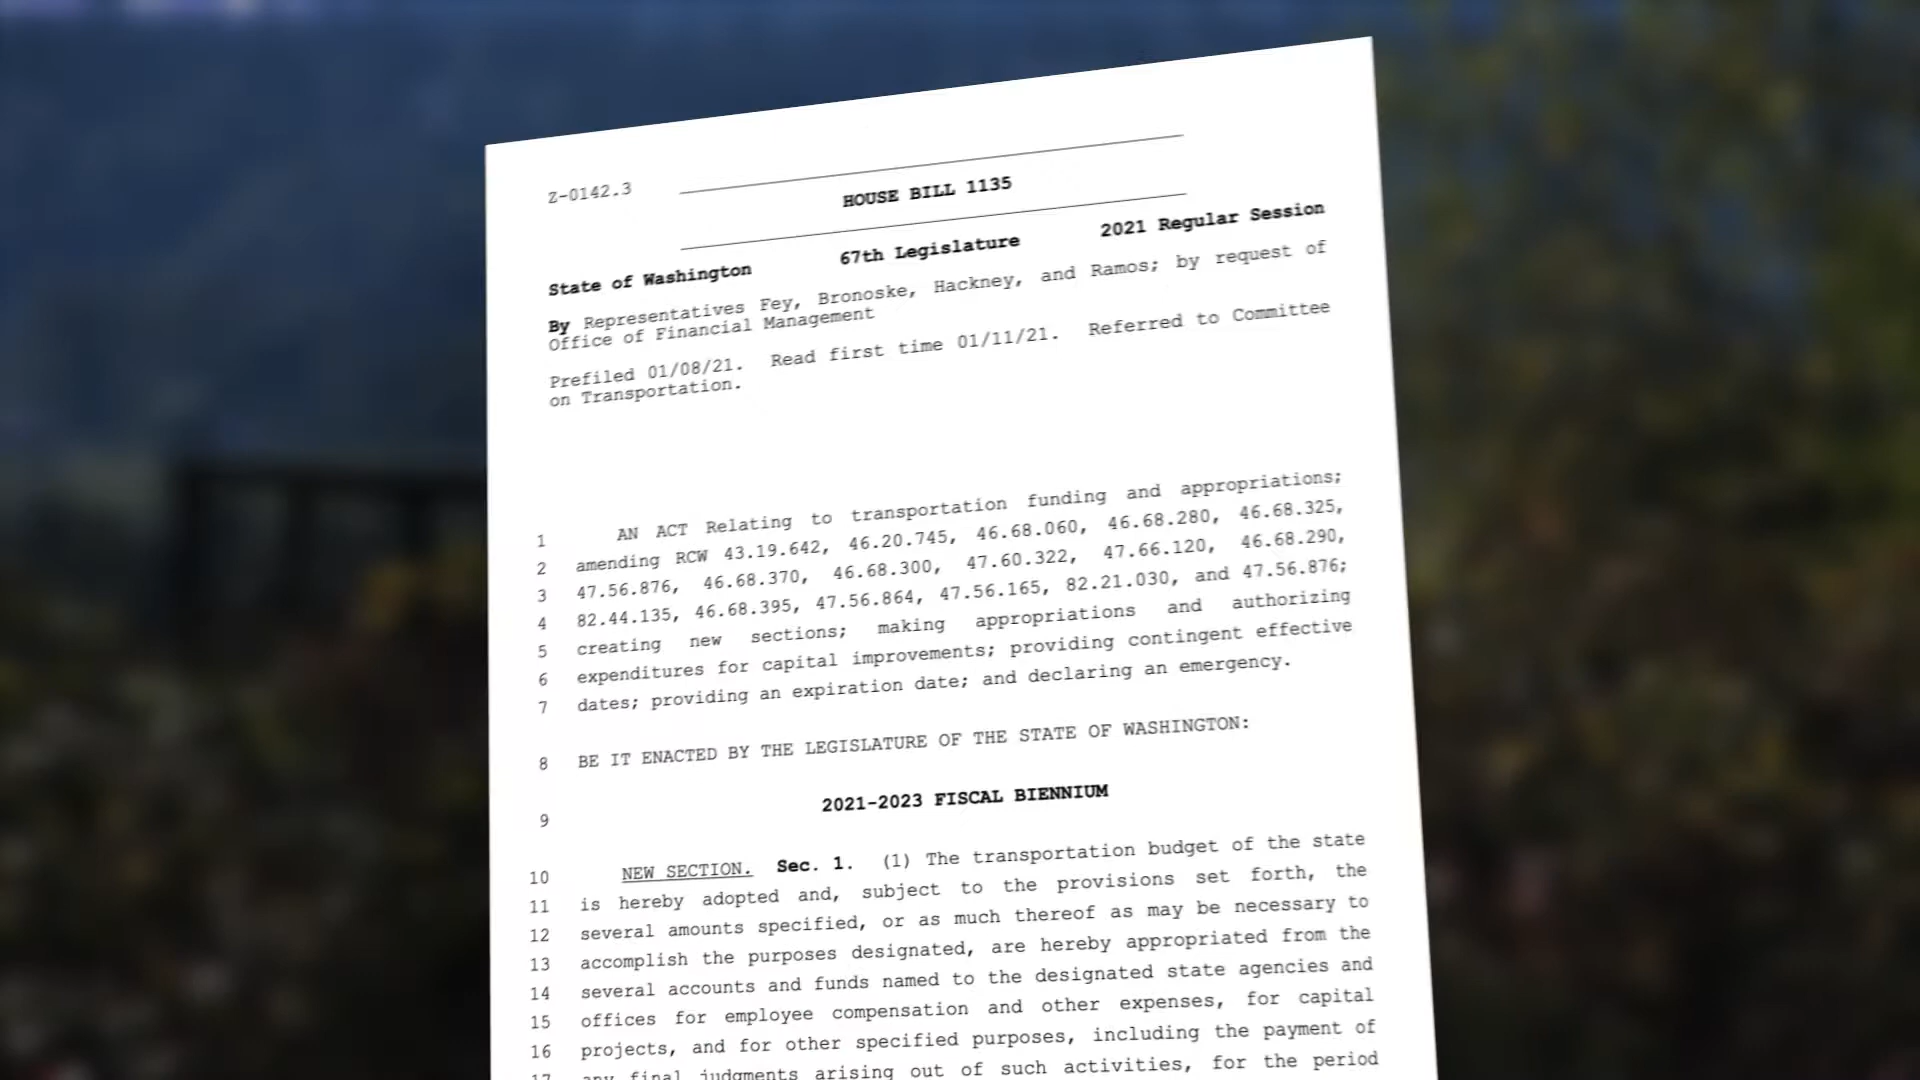 Z-0142.3
HOUSE BILL 1135
State of Washington 67th Legislature 2021 Regular Session
By Representatives Fey, Bronoske, Hackney, and Ramos; by request of
Office of Financial Management
Prefiled 01/08/21. Read first time 01/11/21. Referred to Committee
on Transportation.
1 AN ACT Relating to transportation funding and appropriations;
2 amending RCW 43.19.642, 46.20.745, 46.68.060, 46.68.280, 46.68.325,
3 47.56.876, 46.68.370, 46.68.300, 47.60.322, 47.66.120, 46.68.290,
4 82.44.135, 46.68.395, 47.56.864, 47.56.165, 82.21.030, and 47.56.876;
5 creating new sections; making appropriations and authorizing
6 expenditures for capital improvements; providing contingent effective
7 dates; providing an expiration date; and declaring an emergency.
8 BE IT ENACTED BY THE LEGISLATURE OF THE STATE OF WASHINGTON:
9 2021-2023 FISCAL BIENNIUM
10 NEW SECTION. Sec. 1. (1) The transportation budget of the state
11 is hereby adopted and, subject to the provisions set forth, the
12 several amounts specified, or as much thereof as may be necessary to
13 accomplish the purposes designated, are hereby appropriated from the
14 several accounts and funds named to the designated state agencies and
15 offices for employee compensation and other expenses, for capital
16 projects, and for other specified purposes, including the payment of
17 any final judgments arising out of such activities, for the period